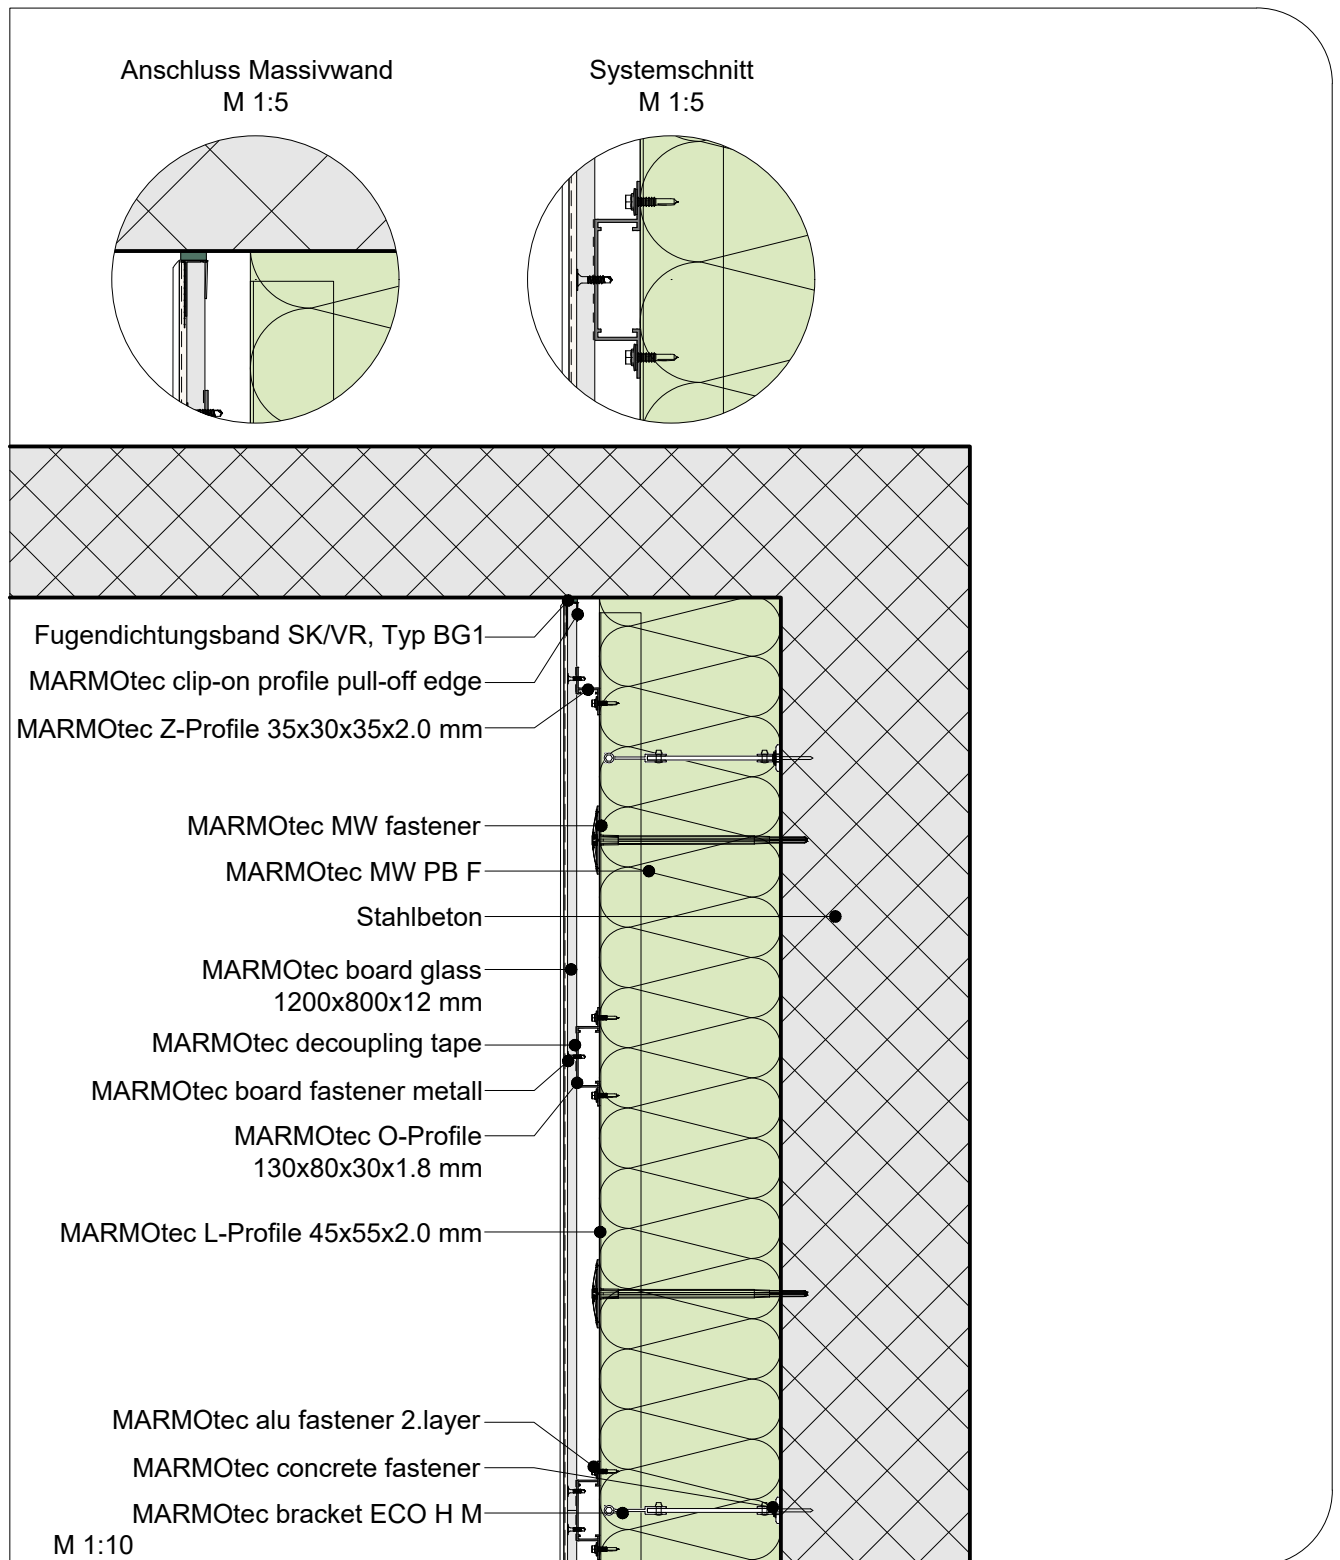 Anschluss Massivwand
M 1:5
Systemschnitt
M 1:5
Fugendichtungsband SK/VR, Typ BG1
MARMOtec clip-on profile pull-off edge
MARMOtec Z-Profile 35x30x35x2.0 mm
MARMOtec MW fastener
MARMOtec MW PB F
Stahlbeton
MARMOtec board glass
1200x800x12 mm
MARMOtec decoupling tape
MARMOtec board fastener metall
MARMOtec O-Profile
130x80x30x1.8 mm
MARMOtec L-Profile 45x55x2.0 mm
MARMOtec alu fastener 2.layer
MARMOtec concrete fastener
MARMOtec bracket ECO H M
M 1:10